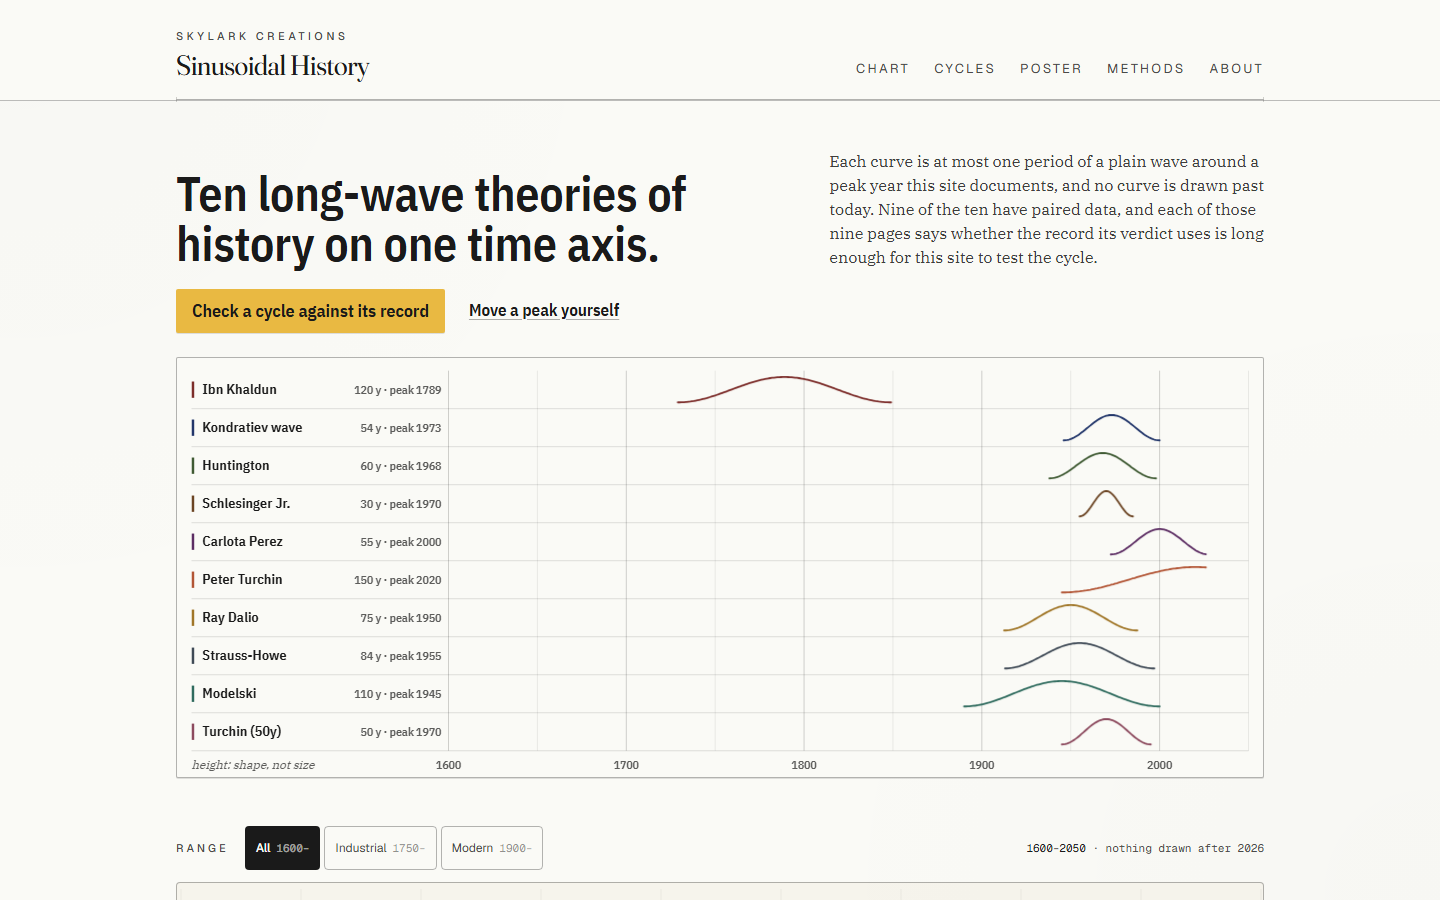 SKYLARK CREATIONS
Sinusoidal History
CHART CYCLES POSTER METHODS ABOUT
Ten long-wave theories of
history on one time axis.
Each curve is at most one period of a plain wave around a
peak year this site documents, and no curve is drawn past
today. Nine of the ten have paired data, and each of those
nine pages says whether the record its verdict uses is long
enough for this site to test the cycle.
Check a cycle against its record
Move a peak yourself
Ibn Khaldun 120 y · peak 1789
Kondratiev wave 54 y · peak 1973
Huntington 60 y · peak 1968
Schlesinger Jr. 30 y · peak 1970
Carlota Perez 55 y · peak 2000
Peter Turchin 150 y · peak 2020
Ray Dalio 75 y · peak 1950
Strauss-Howe 84 y · peak 1955
Modelski 110 y · peak 1945
Turchin (50y) 50 y · peak 1970
height: shape, not size
1600 1700 1800 1900 2000
RANGE
All 1600–
Industrial 1750–
Modern 1900–
1600–2050 · nothing drawn after 2026